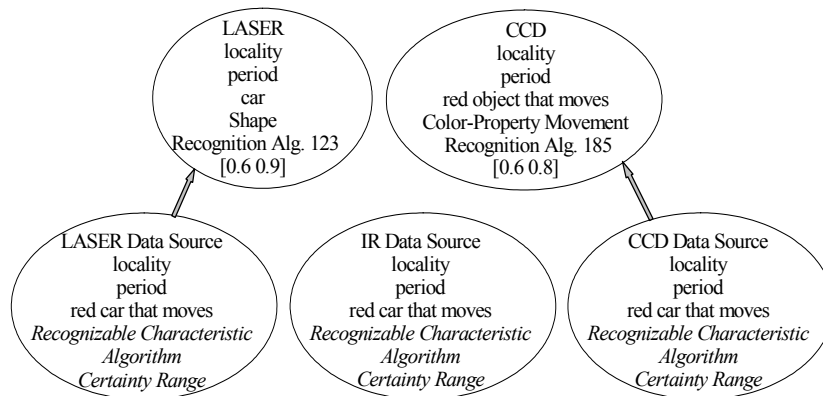 LASER
locality
period
car
Shape
Recognition Alg. 123
[0.6 0.9]
CCD
locality
period
red object that moves
Color-Property Movement
Recognition Alg. 185
[0.6 0.8]
LASER Data Source
locality
period
red car that moves
Recognizable Characteristic
Algorithm
Certainty Range
IR Data Source
locality
period
red car that moves
Recognizable Characteristic
Algorithm
Certainty Range
CCD Data Source
locality
period
red car that moves
Recognizable Characteristic
Algorithm
Certainty Range